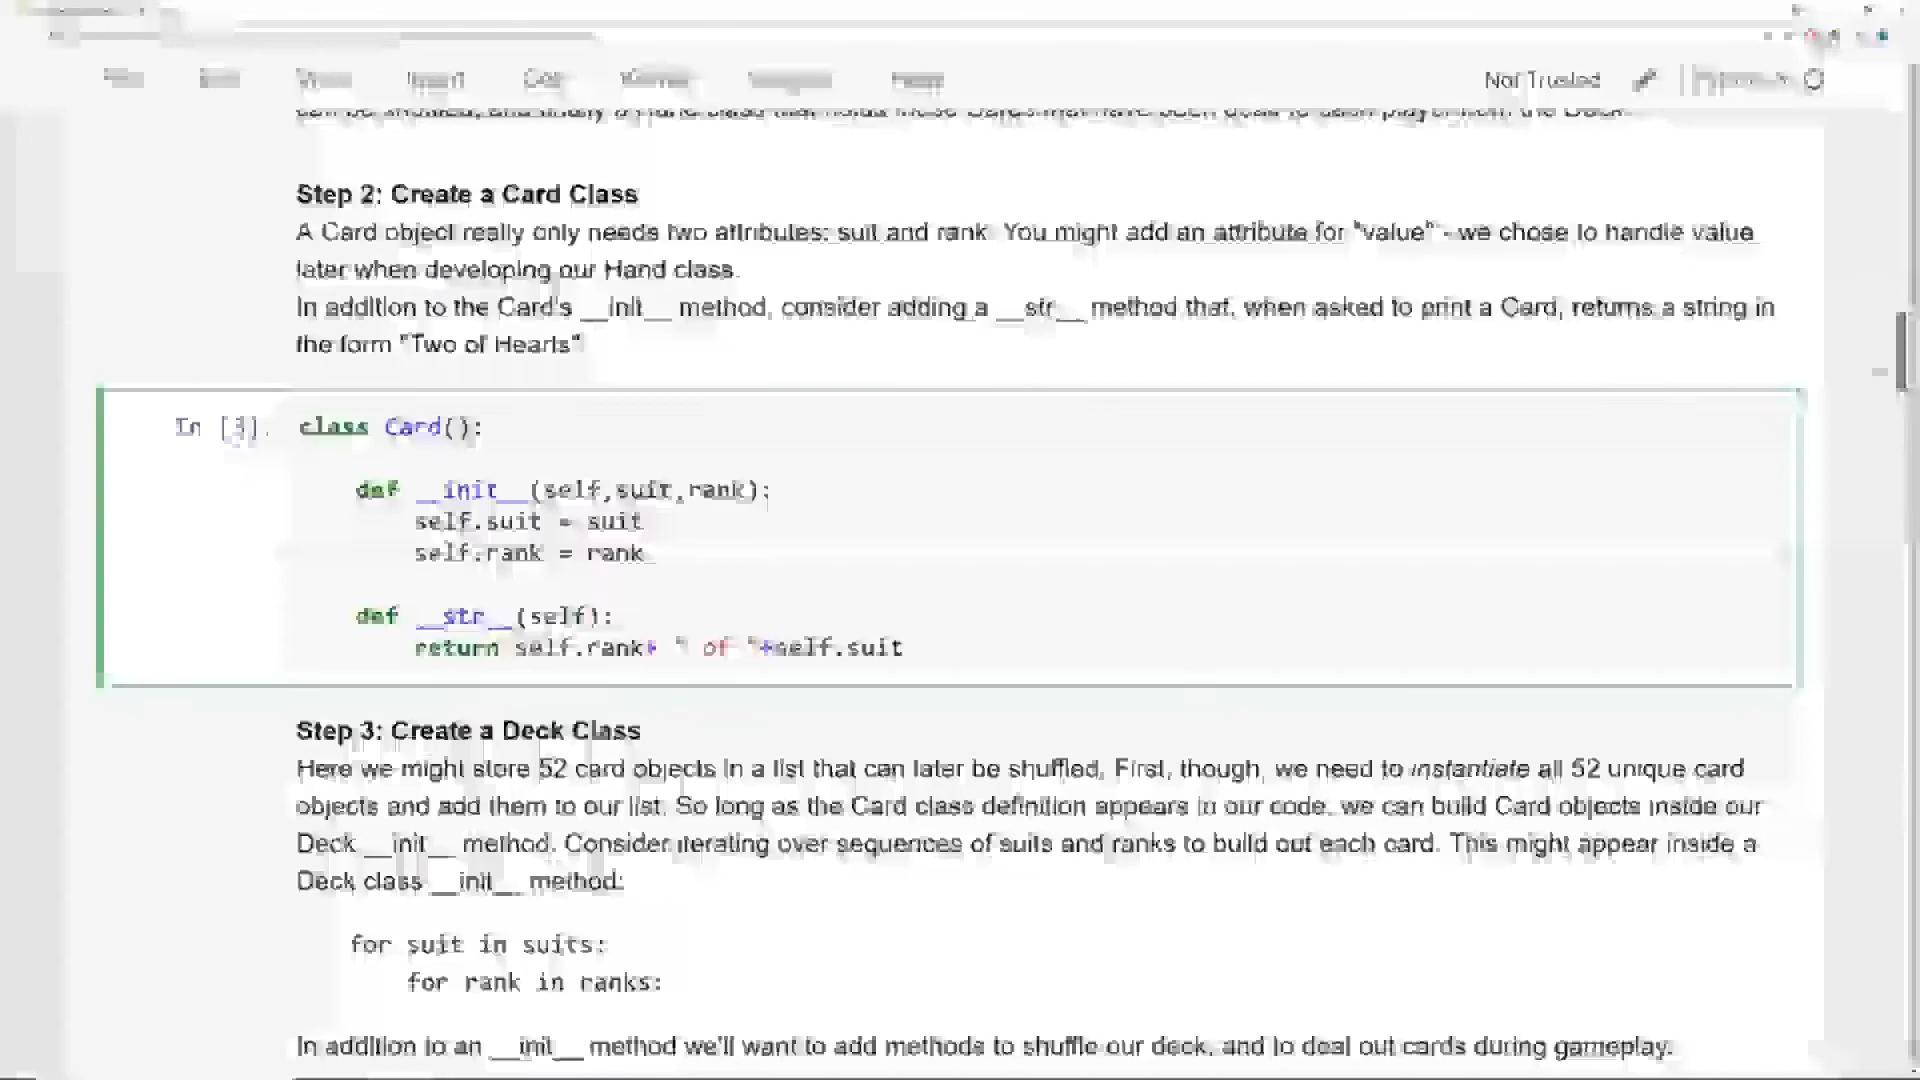 Not Trusted
Step 2: Create a Card Class
A Card object really only needs two attributes: suit and rank. You might add an attribute for "value" - we chose to handle value
later when developing our Hand class.
In addition to the Card's __init__ method, consider adding a __str__ method that, when asked to print a Card, returns a string in
the form "Two of Hearts"
In [3]: class Card():
def __init__(self,suit,rank):
self.suit = suit
self.rank = rank
def __str__(self):
return self.rank+ " of "+self.suit
Step 3: Create a Deck Class
Here we might store 52 card objects in a list that can later be shuffled. First, though, we need to instantiate all 52 unique card
objects and add them to our list. So long as the Card class definition appears in our code, we can build Card objects inside our
Deck __init__ method. Consider iterating over sequences of suits and ranks to build out each card. This might appear inside a
Deck class __init__ method:
for suit in suits:
for rank in ranks:
In addition to an __init__ method we'll want to add methods to shuffle our deck, and to deal out cards during gameplay.